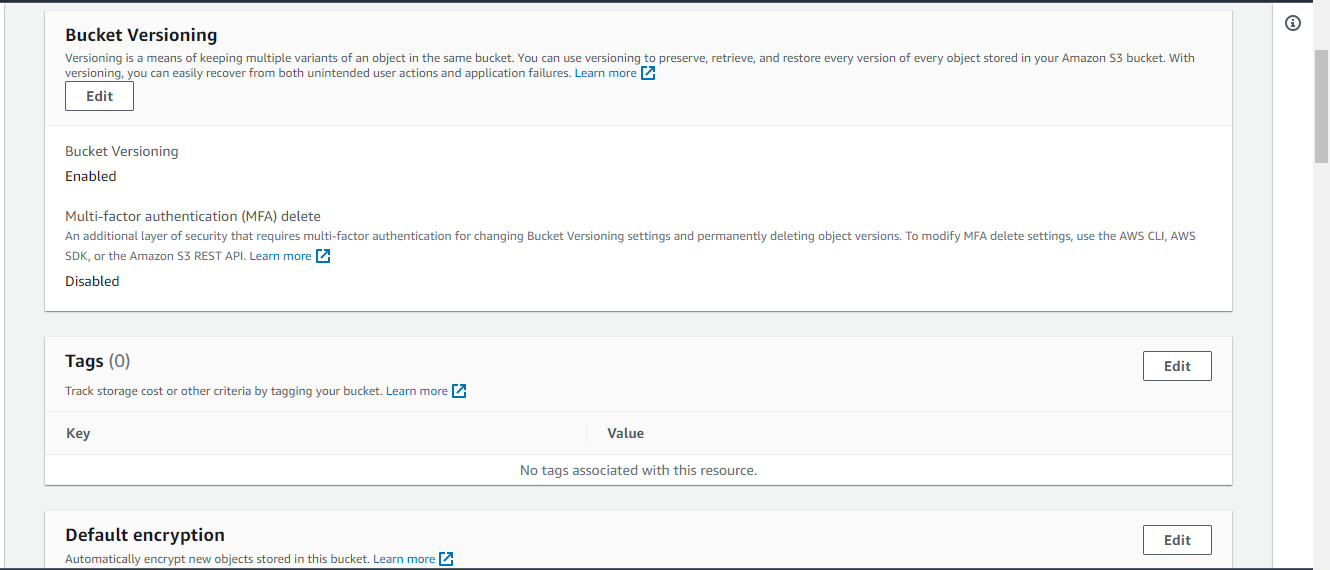 Bucket Versioning
Versioning is a means of keeping multiple variants of an object in the same bucket. You can use versioning to preserve, retrieve, and restore every version of every object stored in your Amazon S3 bucket. With
versioning, you can easily recover from both unintended user actions and application failures. Learn more
Edit
Bucket Versioning
Enabled
Multi-factor authentication (MFA) delete
An additional layer of security that requires multi-factor authentication for changing Bucket Versioning settings and permanently deleting object versions. To modify MFA delete settings, use the AWS CLI, AWS
SDK, or the Amazon S3 REST API. Learn more
Disabled
Tags (0)
Edit
Track storage cost or other criteria by tagging your bucket. Learn more
Key Value
No tags associated with this resource.
Default encryption
Edit
Automatically encrypt new objects stored in this bucket. Learn more